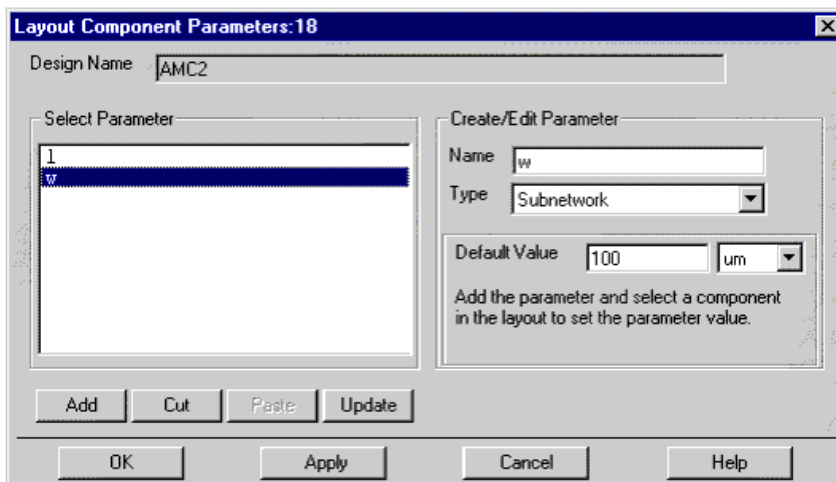 Layout Component Parameters:18
Design Name AMC2
Select Parameter
l
w
Create/Edit Parameter
Name w
Type Subnetwork
Default Value 100 um
Add the parameter and select a component
in the layout to set the parameter value.
Add Cut Paste Update
OK Apply Cancel Help